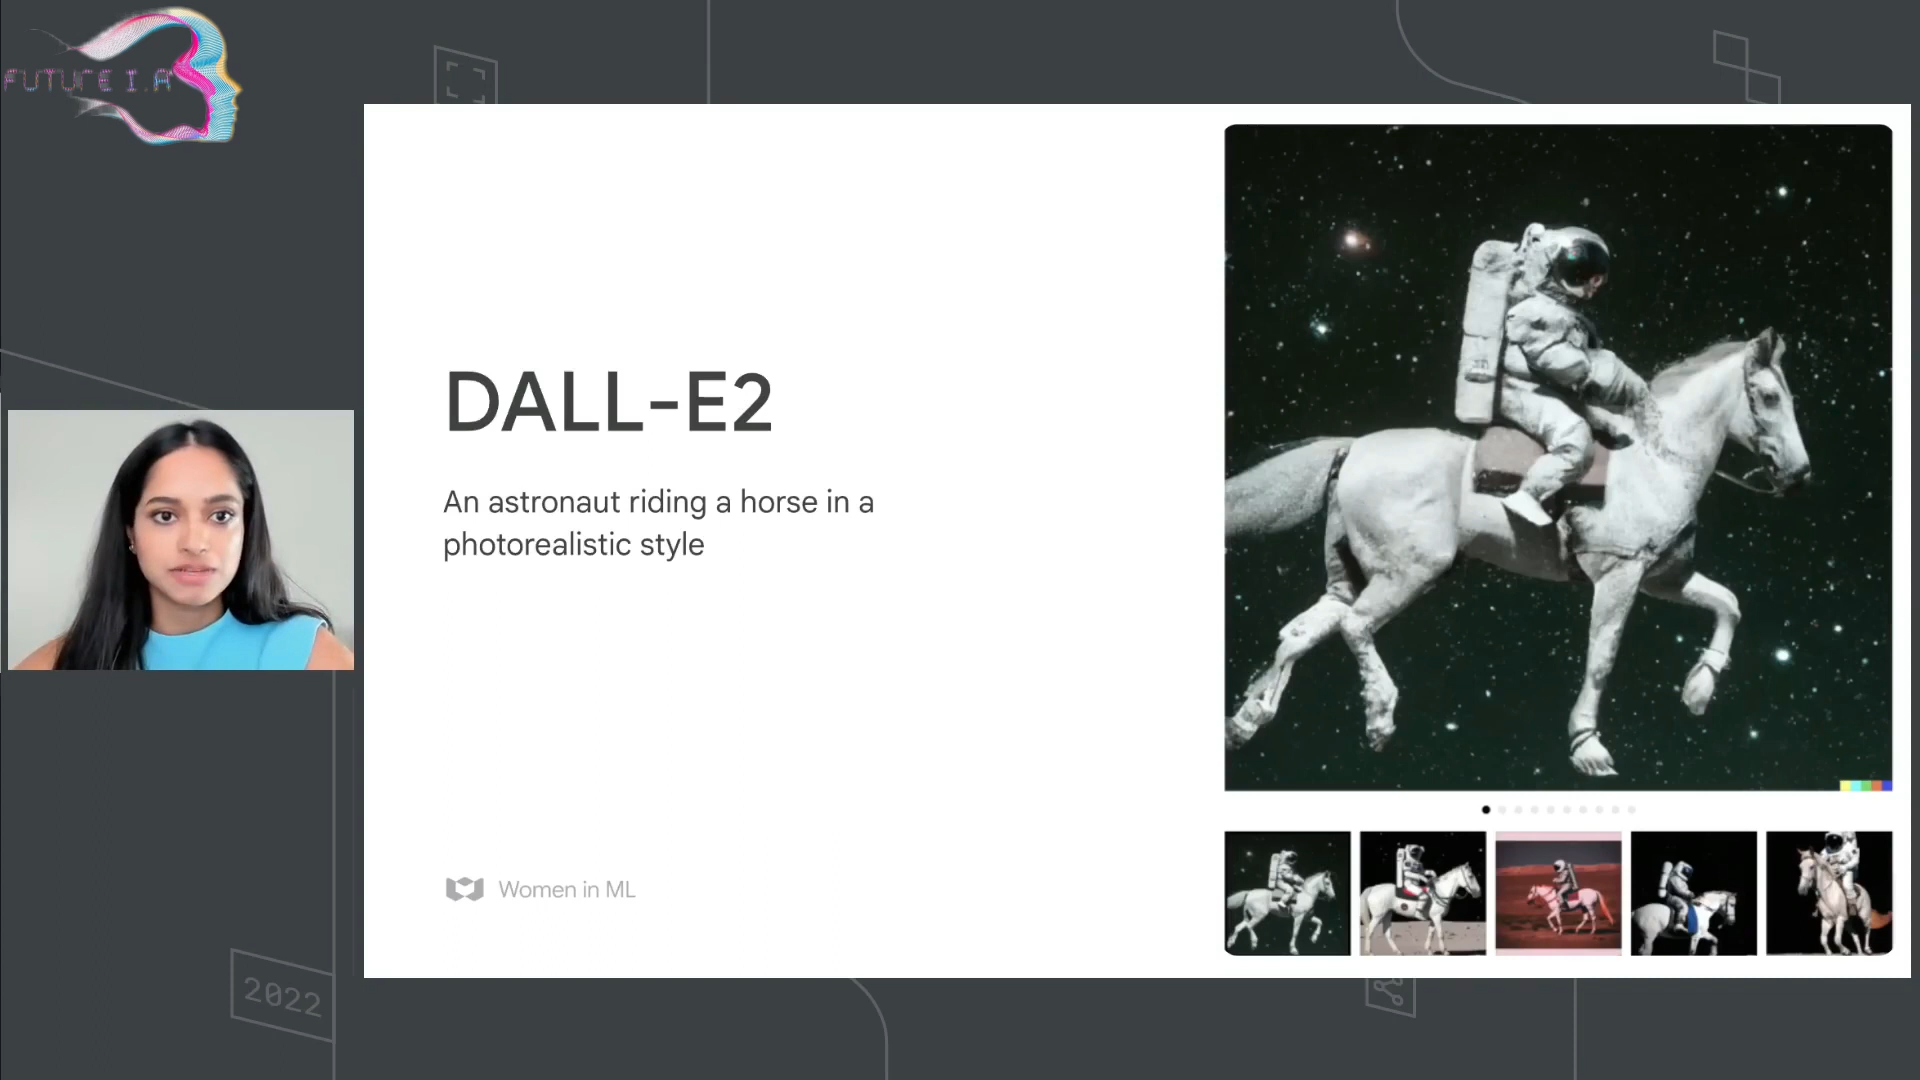 FUTURE I.A
DALL-E2
An astronaut riding a horse in a
photorealistic style
Women in ML
2022